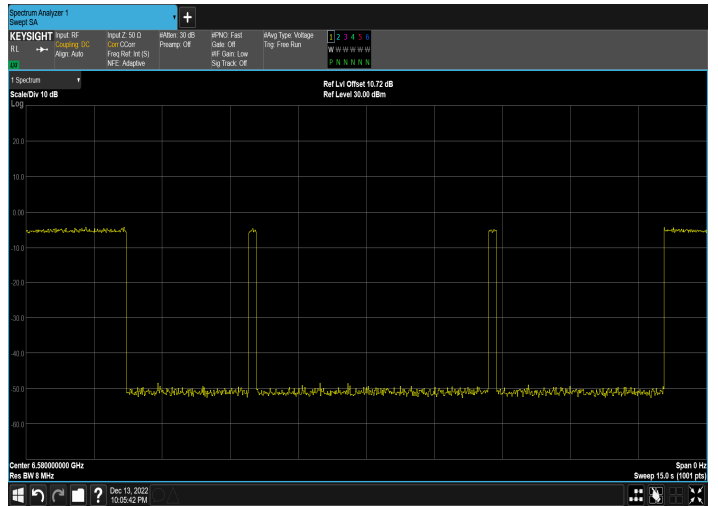 Spectrum Analyzer 1
Swept SA
+
KEYSIGHT
RL
Input: RF
Coupling: DC
Align: Auto
Input Z: 50 Ω
Corr CCorr
Freq Ref: Int (S)
NFE: Adaptive
#Atten: 30 dB
Preamp: Off
#PNO: Fast
Gate: Off
#IF Gain: Low
Sig Track: Off
#Avg Type: Voltage
Trig: Free Run
1 2 3 4 5 6
W W W W W W
P N N N N N
1 Spectrum
Scale/Div 10 dB
Log
Ref Lvl Offset 10.72 dB
Ref Level 30.00 dBm
20.0
10.0
0.00
-10.0
-20.0
-30.0
-40.0
-50.0
-60.0
Center 6.580000000 GHz
Res BW 8 MHz
Span 0 Hz
Sweep 15.0 s (1001 pts)
?
Dec 13, 2022
10:05:42 PM